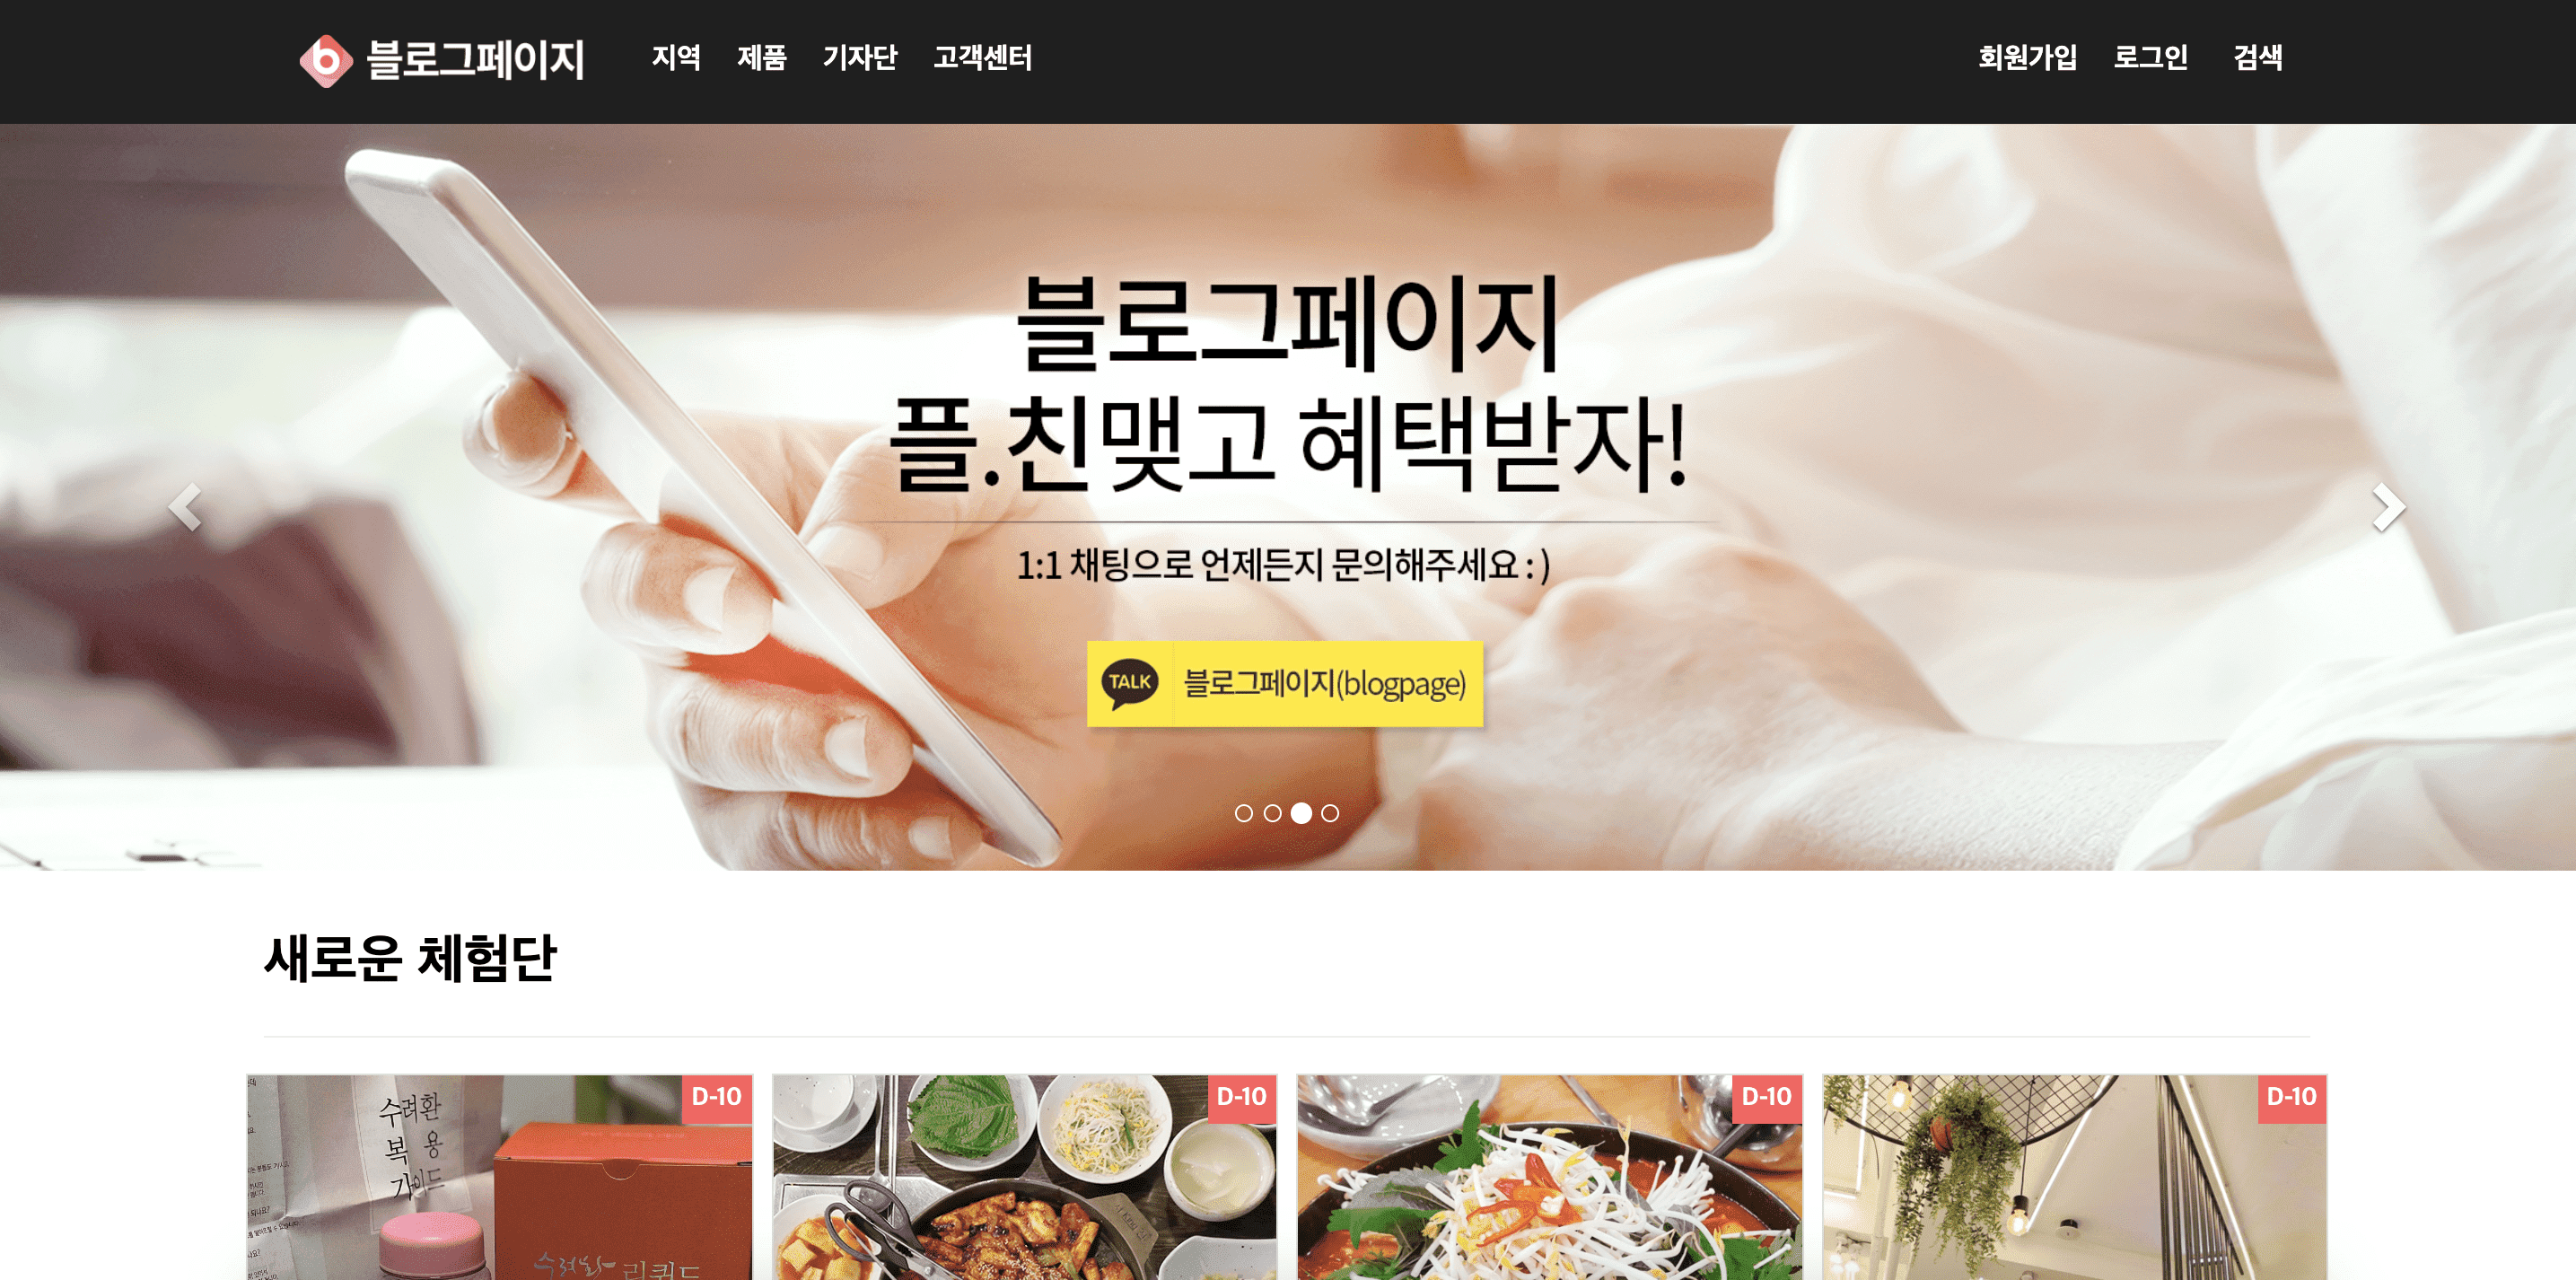 블로그페이지
지역 제품 기자단 고객센터
회원가입 로그인 검색
블로그페이지
플.친맺고 혜택받자!
1:1 채팅으로 언제든지 문의해주세요 : )
TALK 블로그페이지(blogpage)
새로운 체험단
D-10
D-10
D-10
D-10
수려환
복용
가이드
리퀴드